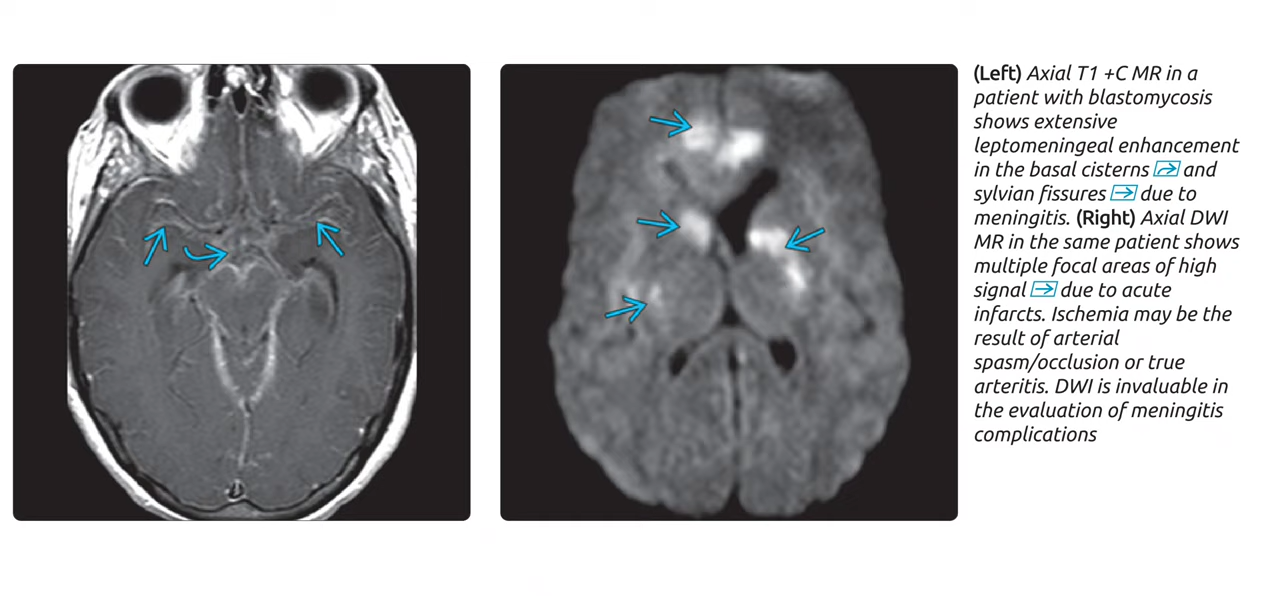 (Left) Axial T1 +C MR in a
patient with blastomycosis
shows extensive
leptomeningeal enhancement
in the basal cisterns and
sylvian fissures due to
meningitis. (Right) Axial DWI
MR in the same patient shows
multiple focal areas of high
signal due to acute
infarcts. Ischemia may be the
result of arterial
spasm/occlusion or true
arteritis. DWI is invaluable in
the evaluation of meningitis
complications